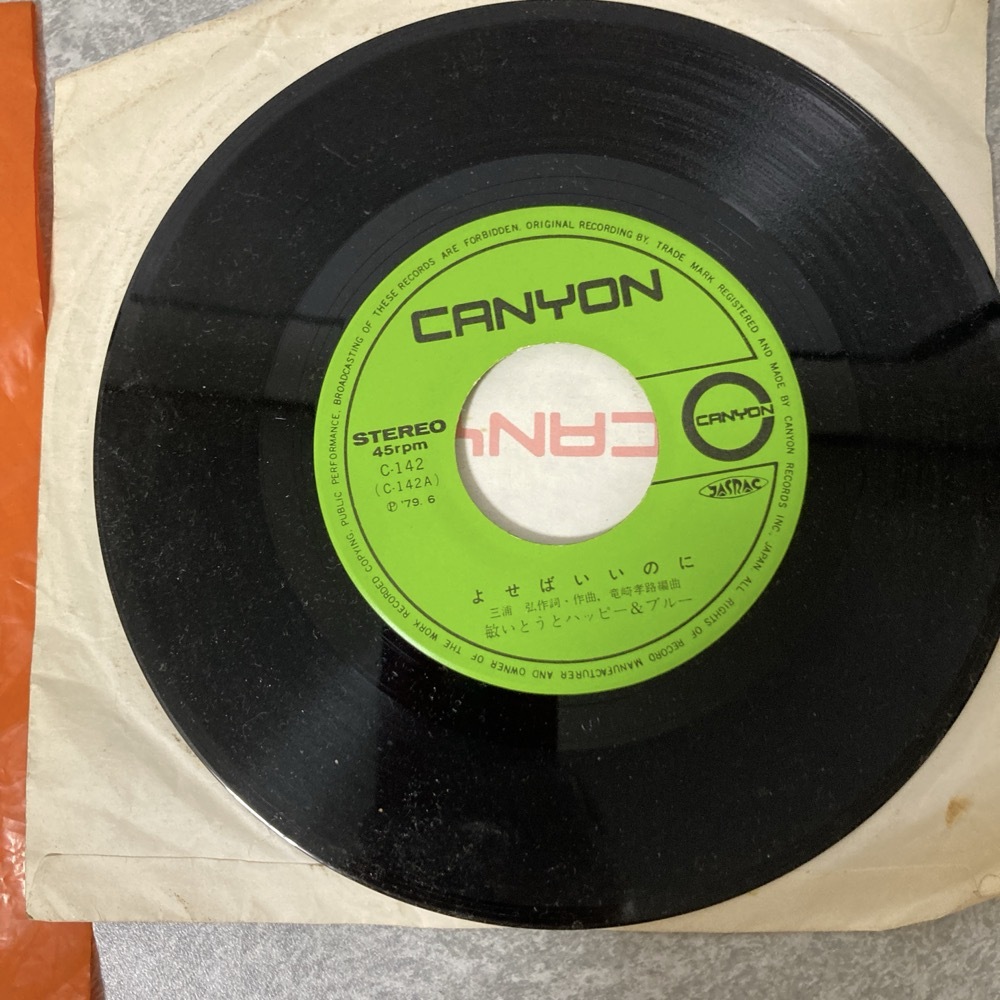 WORK RECORDED COPYING, PUBLIC PERFORMANCE, BROADCASTING OF THESE RECORDS ARE FORBIDDEN. ORIGINAL RECORDING BY, TRADE MARK REGISTERED AND MADE BY CANYON RECORDS INC. JAPAN. ALL RIGHTS OF RECORD MANUFACTURER AND OWNER OF THE
CANYON
STEREO
45rpm
C-142
(C-142A)
Ⓟ '79. 6
CANY
CANYON
JASRAC
よせばいいのに
三浦 弘作詞・作曲, 竜崎孝路編曲
敏いとうとハッピー&ブルー